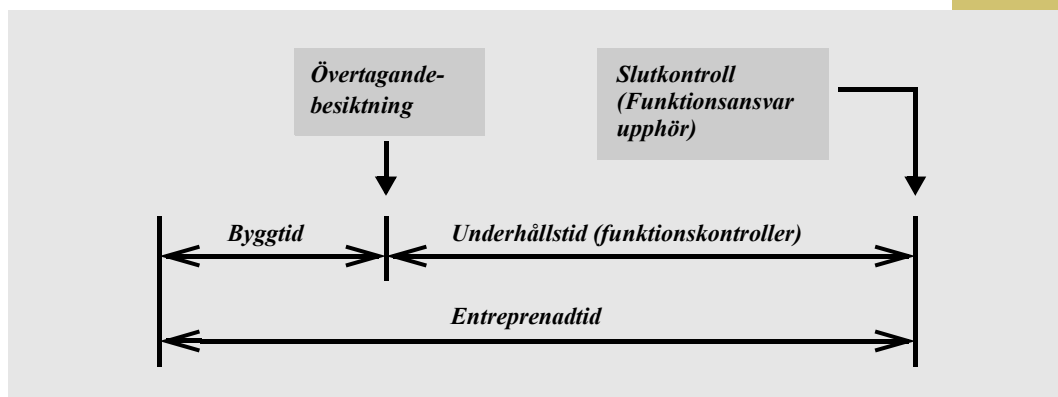 Övertagande-
besiktning
Slutkontroll
(Funktionsansvar
upphör)
Byggtid
Underhållstid (funktionskontroller)
Entreprenadtid